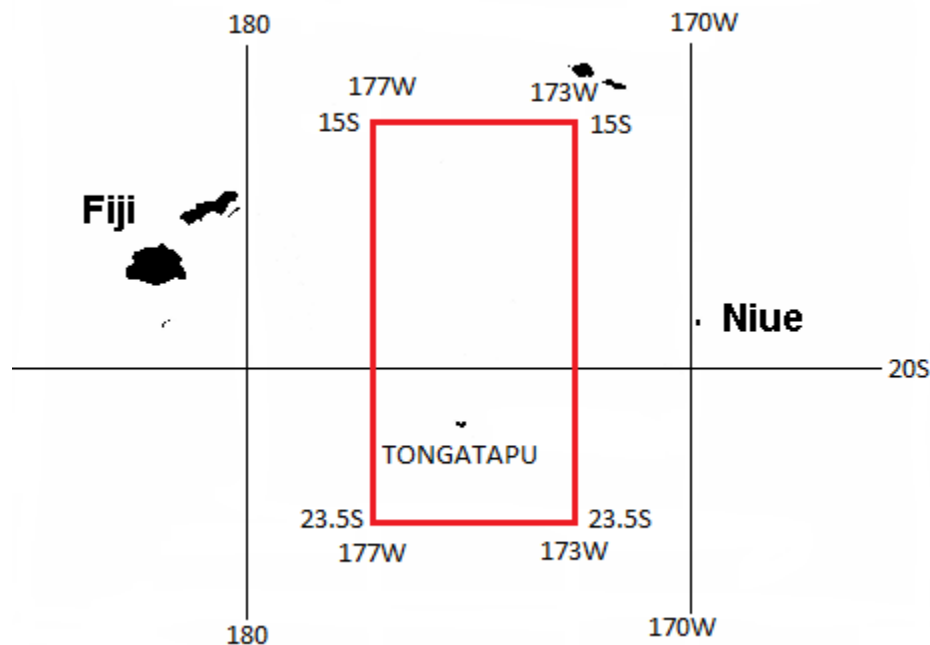 180
170W
177W
173W
15S
15S
Fiji
Niue
20S
TONGATAPU
23.5S
23.5S
177W
173W
180
170W